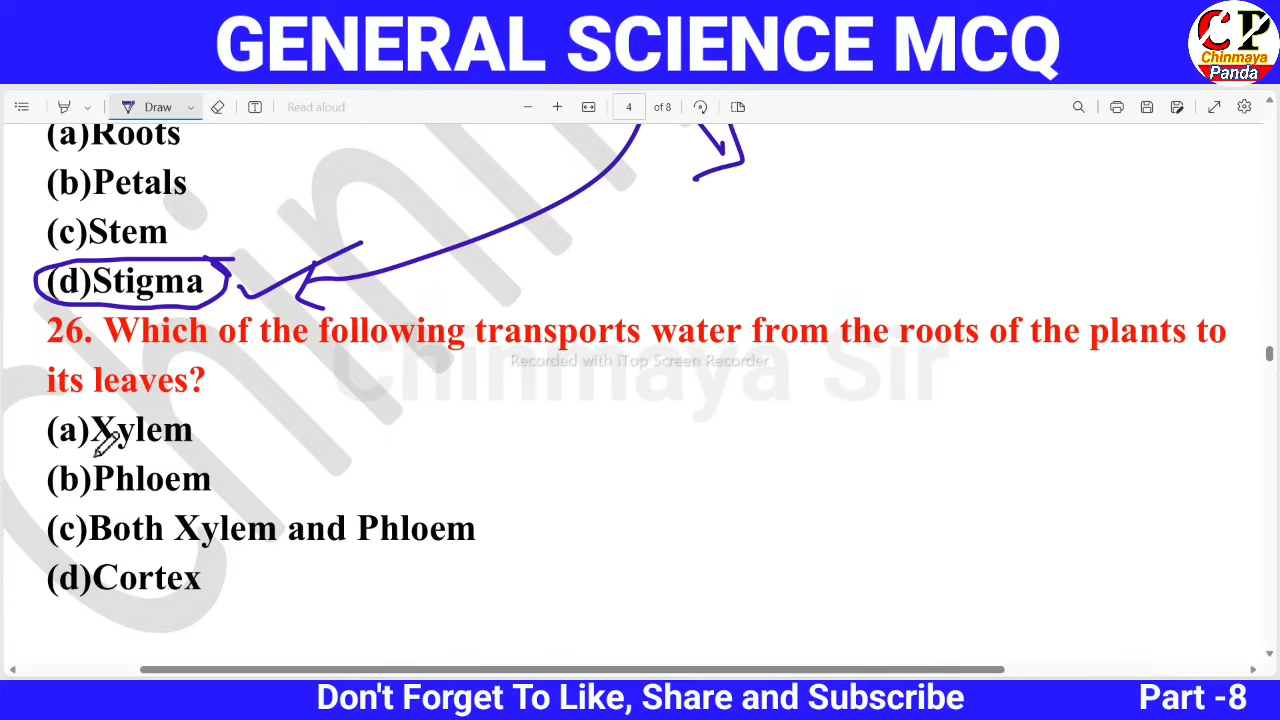 GENERAL SCIENCE MCQ
CP
Chinmaya
Panda
Draw
Read aloud
4
of 8
(a)Roots
(b)Petals
(c)Stem
(d)Stigma
26. Which of the following transports water from the roots of the plants to
Recorded with iTop Screen Recorder
its leaves?
Chinmaya Sir
(a)Xylem
(b)Phloem
(c)Both Xylem and Phloem
(d)Cortex
Don't Forget To Like, Share and Subscribe
Part -8